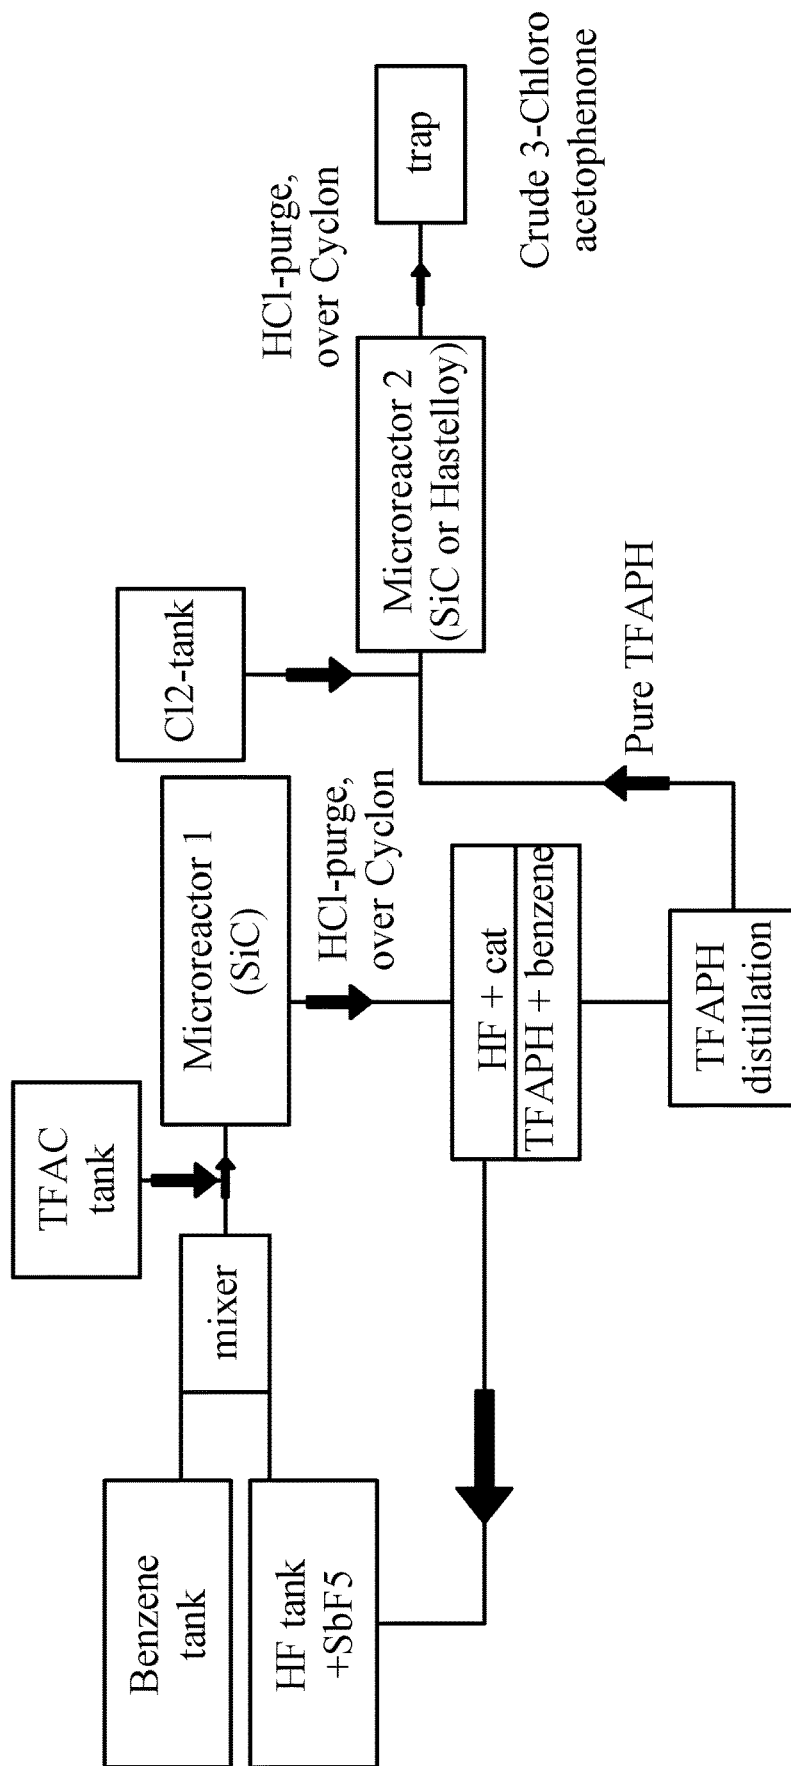 Benzene
tank
HF tank
+SbF5
mixer
TFAC
tank
Microreactor 1
(SiC)
HCl-purge,
over Cyclon
HF + cat
TFAPH + benzene
TFAPH
distillation
Pure TFAPH
Cl2-tank
Microreactor 2
(SiC or Hastelloy)
HCl-purge,
over Cyclon
trap
Crude 3-Chloro
acetophenone